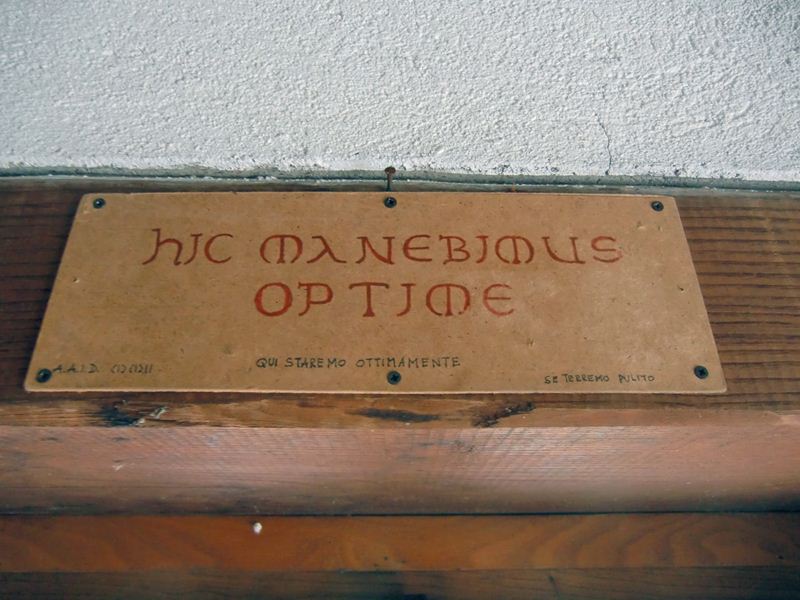 hIC MANEBIMUS
OPTIME
QUI STAREMO OTTIMAMENTE
A.A.I.D.
SE TERREMO PULITO